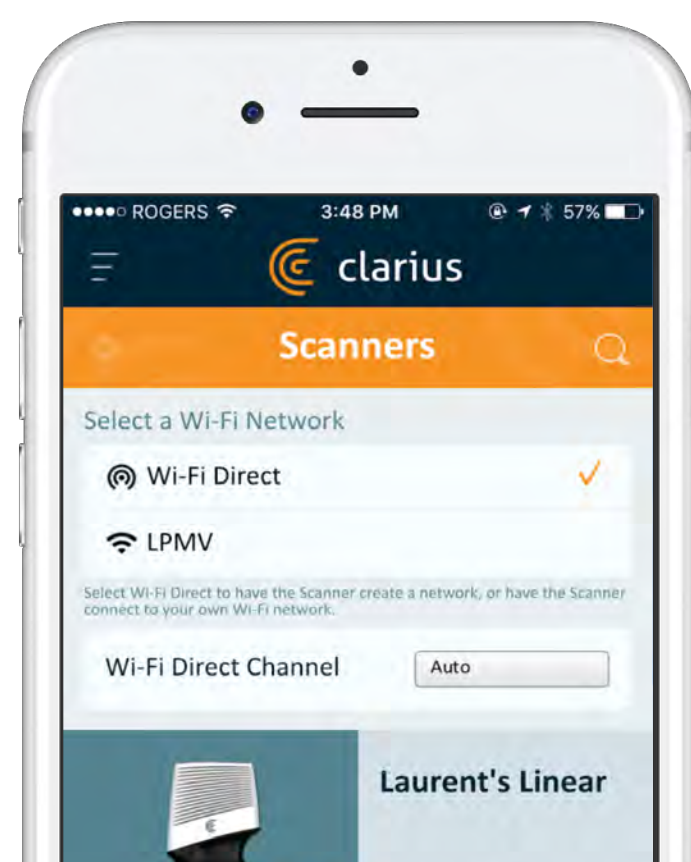 ROGERS 3:48 PM 57%
clarius
Scanners
Select a Wi-Fi Network
Wi-Fi Direct
LPMV
Select Wi-Fi Direct to have the Scanner create a network, or have the Scanner
connect to your own Wi-Fi network.
Wi-Fi Direct Channel Auto
Laurent's Linear